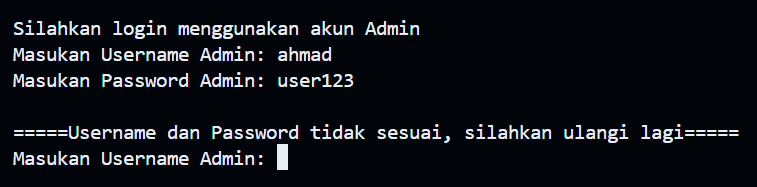 Silahkan login menggunakan akun Admin
Masukan Username Admin: ahmad
Masukan Password Admin: user123
=====Username dan Password tidak sesuai, silahkan ulangi lagi=====
Masukan Username Admin: